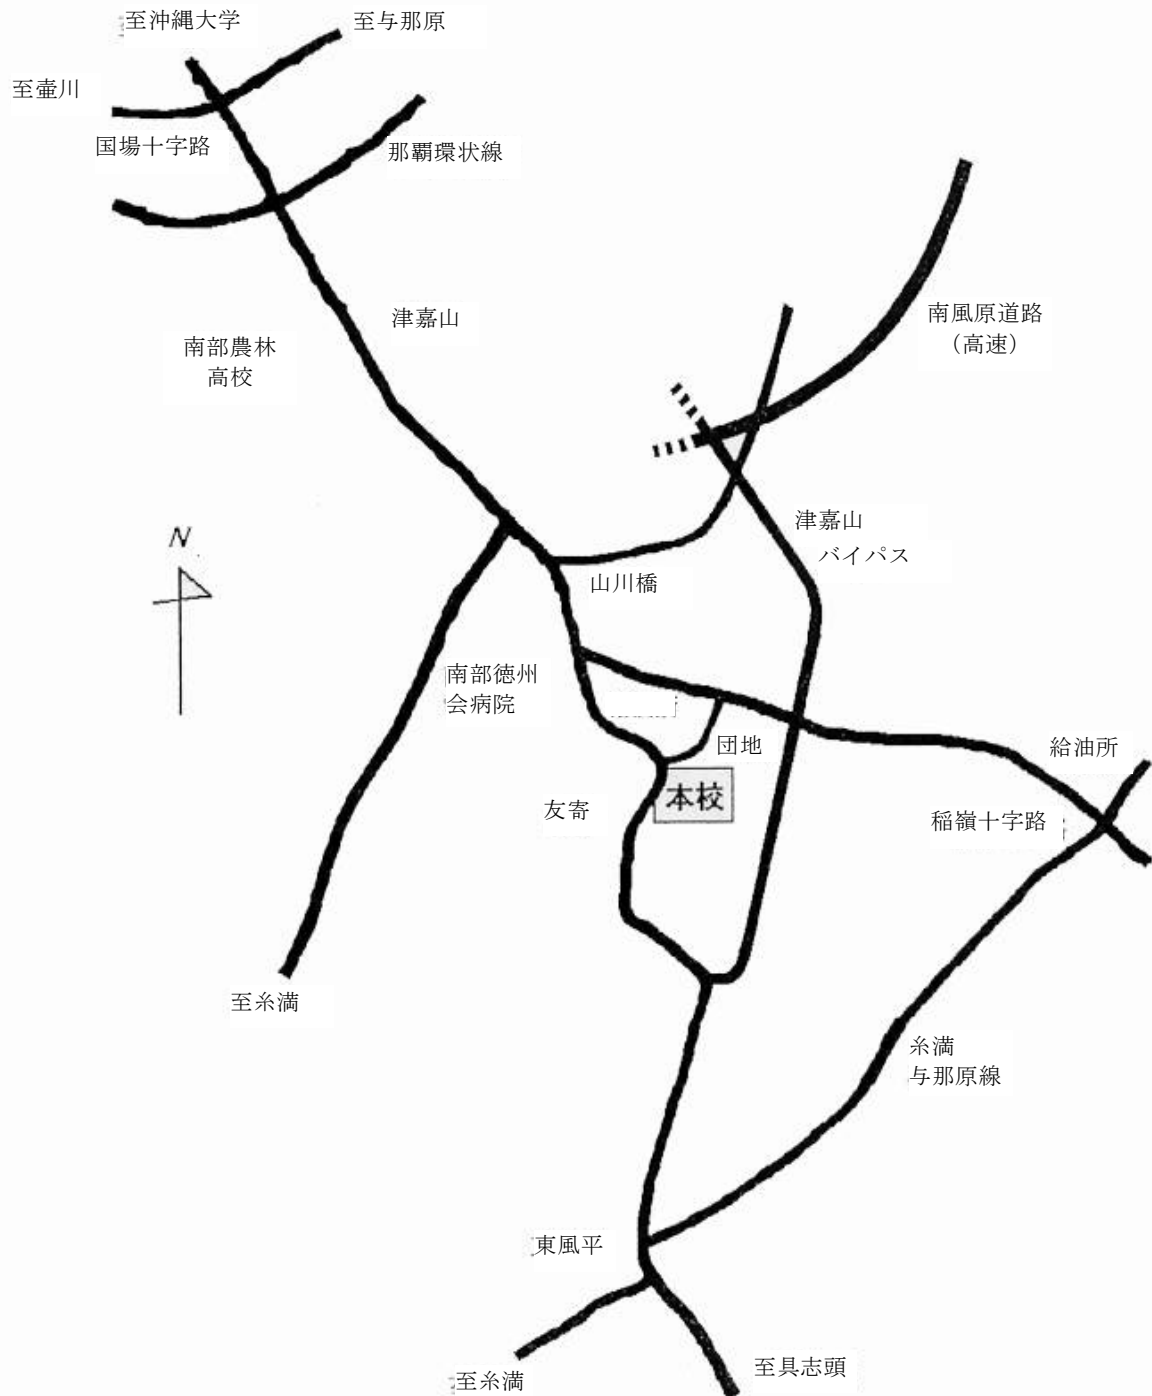 至沖縄大学
至与那原
至壷川
国場十字路
那覇環状線
津嘉山
南風原道路
（高速）
南部農林
高校
津嘉山
バイパス
N
山川橋
南部徳州
会病院
団地
給油所
本校
友寄
稲嶺十字路
至糸満
糸満
与那原線
東風平
至糸満
至具志頭